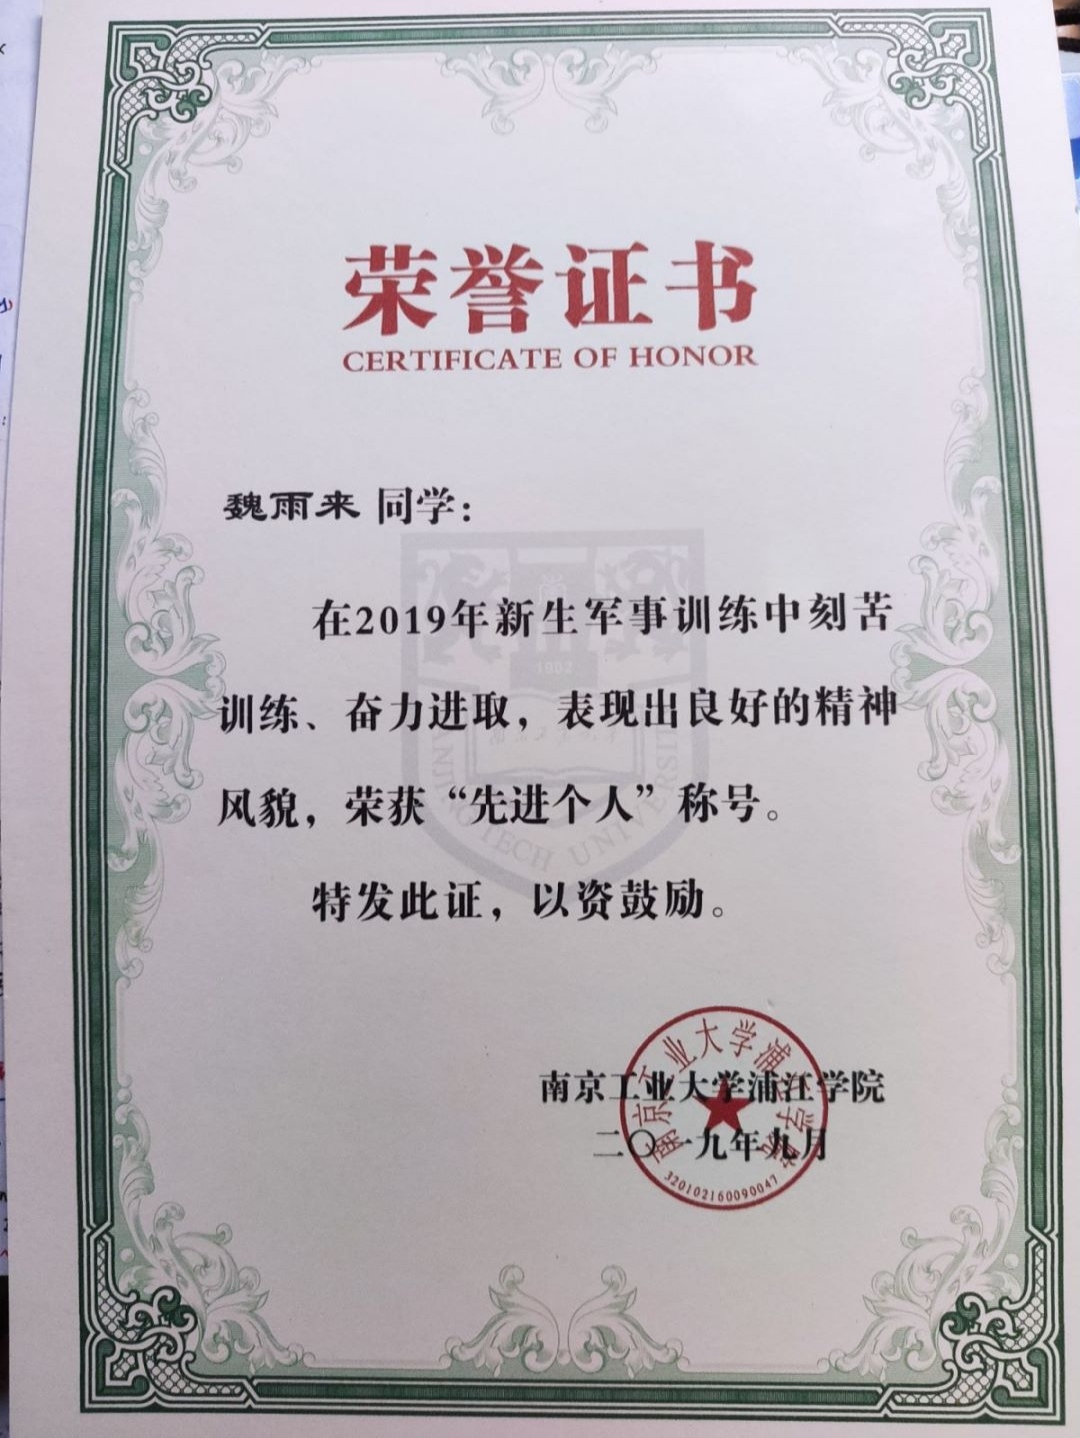 荣誉证书
CERTIFICATE OF HONOR
魏雨来 同学：
在2019年新生军事训练中刻苦
训练、奋力进取，表现出良好的精神
风貌，荣获“先进个人”称号。
特发此证，以资鼓励。
1902
TECH UNIVERSITY
南京工业大学浦江学院
南京工业大学浦江学院
二〇一九年九月
320102160090047